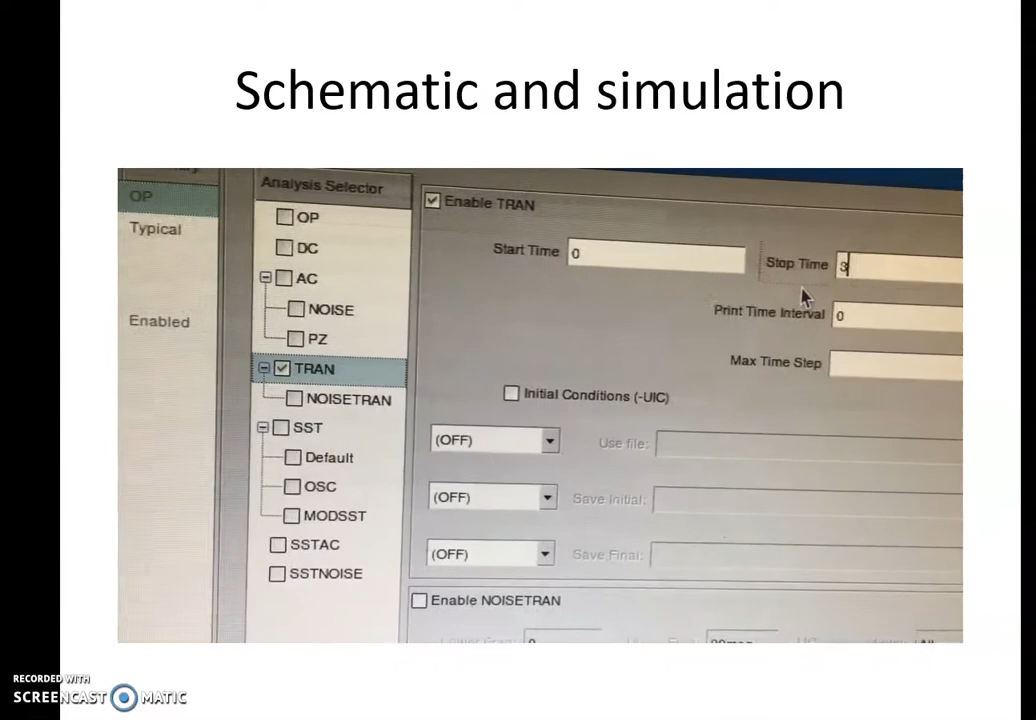 Schematic and simulation
OP
Typical
Enabled
Analysis Selector
OP
DC
AC
NOISE
PZ
TRAN
NOISETRAN
SST
Default
OSC
MODSST
SSTAC
SSTNOISE
Enable TRAN
Start Time 0 Stop Time 3
Print Time Interval 0
Max Time Step
Initial Conditions (-UIC)
(OFF) Use file:
(OFF) Save Initial:
(OFF) Save Final:
Enable NOISETRAN
RECORDED WITH
SCREENCAST MATIC